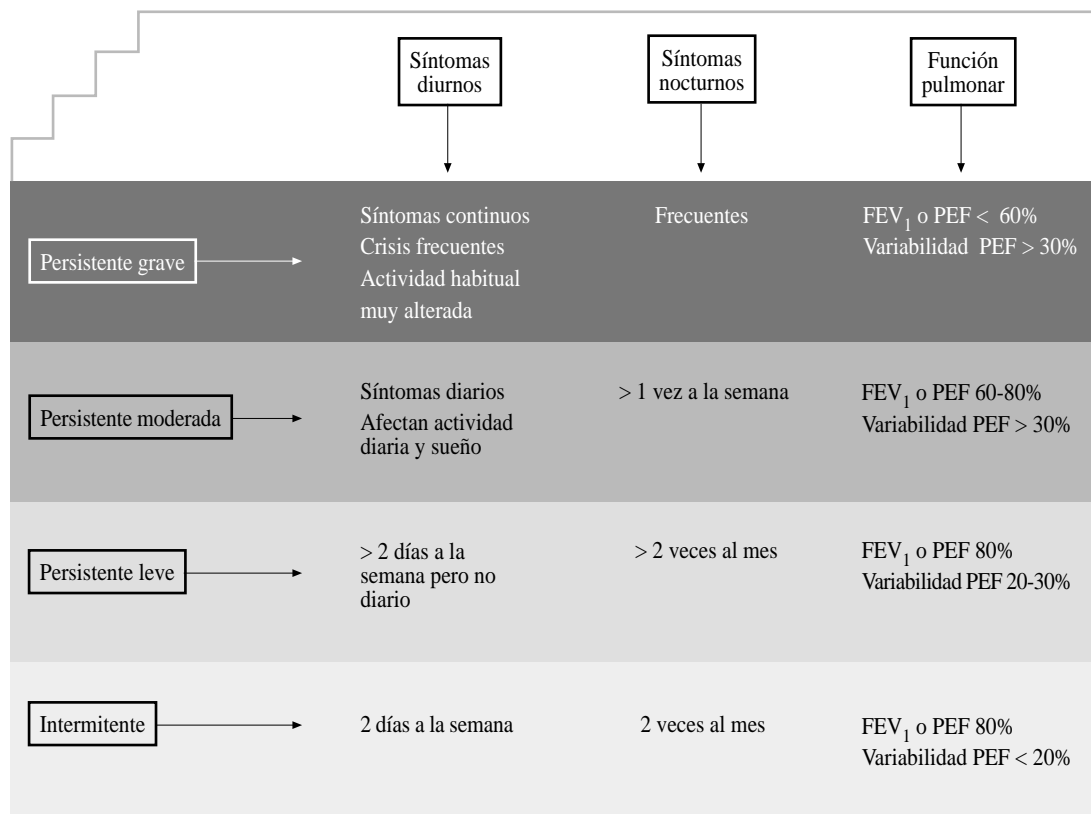 Síntomas
diurnos
Síntomas
nocturnos
Función
pulmonar
Persistente grave
Síntomas continuos
Crisis frecuentes
Actividad habitual
muy alterada
Frecuentes
FEV1 o PEF < 60%
Variabilidad PEF > 30%
Persistente moderada
Síntomas diarios
Afectan actividad
diaria y sueño
> 1 vez a la semana
FEV1 o PEF 60-80%
Variabilidad PEF > 30%
Persistente leve
> 2 días a la
semana pero no
diario
> 2 veces al mes
FEV1 o PEF 80%
Variabilidad PEF 20-30%
Intermitente
2 días a la semana
2 veces al mes
FEV1 o PEF 80%
Variabilidad PEF < 20%